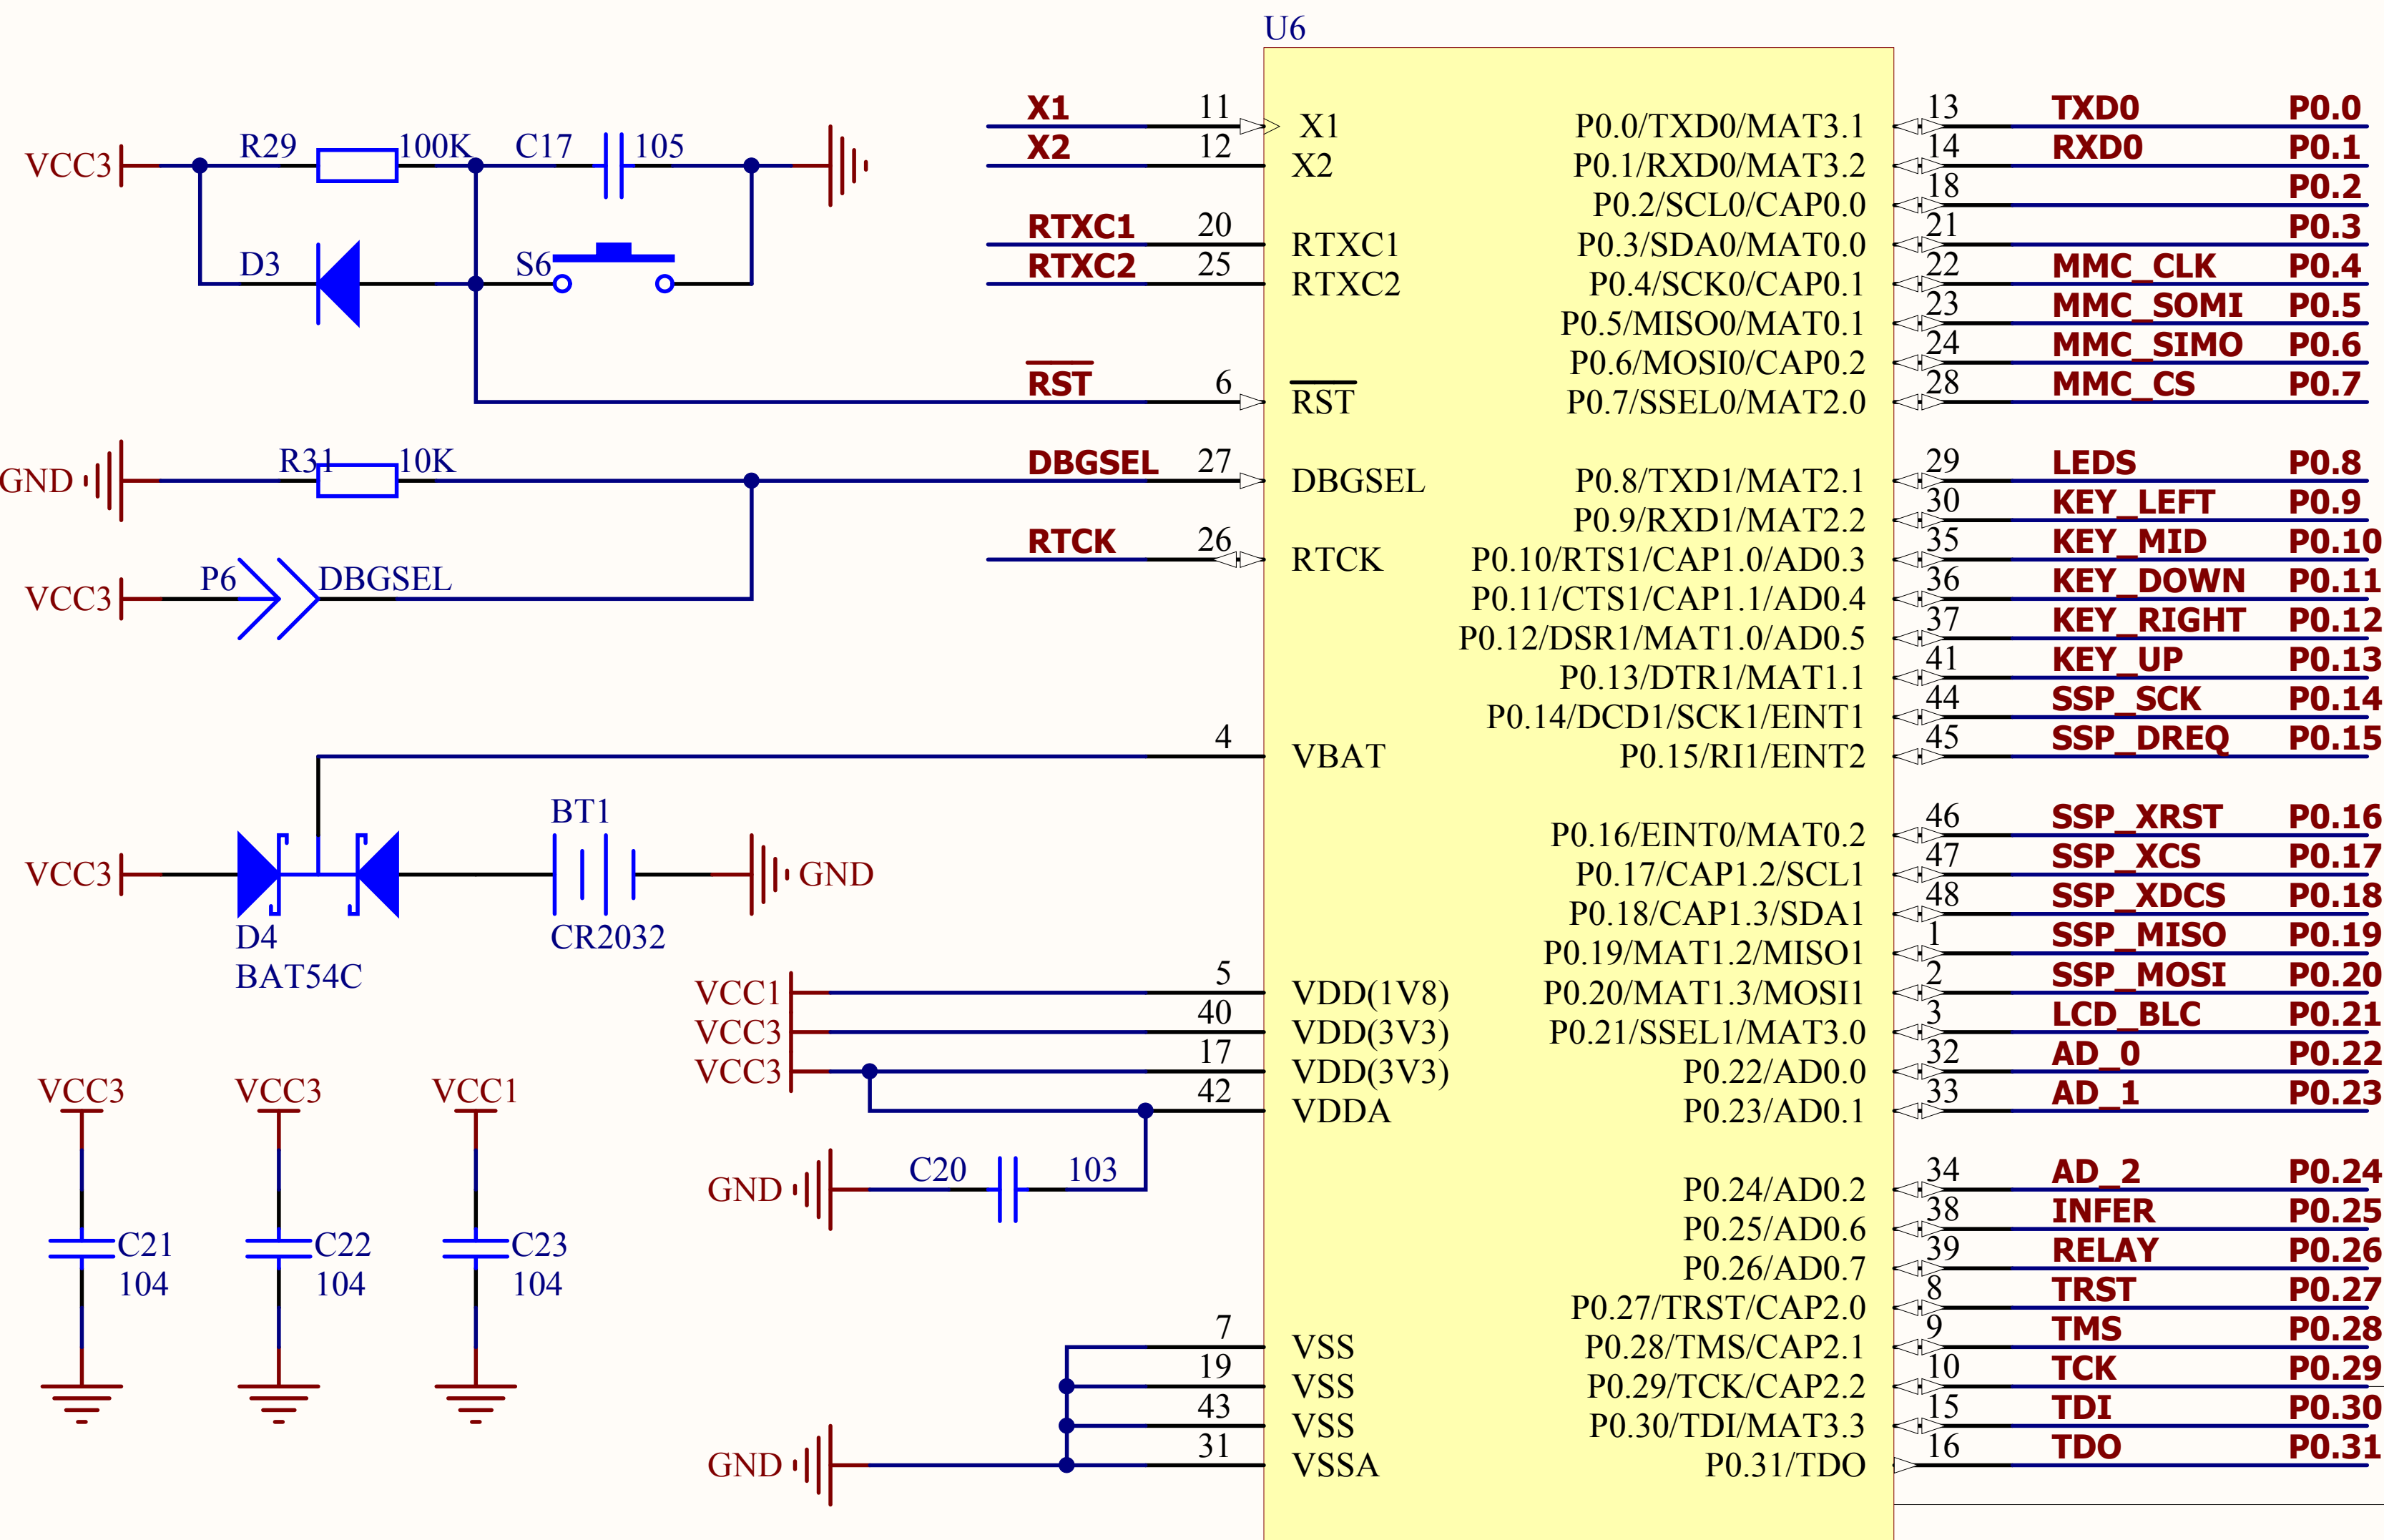 U6
X1 11 X1 P0.0/TXD0/MAT3.1 13 TXD0 P0.0
VCC3 R29 100K C17 105 X2 12 X2 P0.1/RXD0/MAT3.2 14 RXD0 P0.1
P0.2/SCL0/CAP0.0 18 P0.2
RTXC1 20 RTXC1 P0.3/SDA0/MAT0.0 21 P0.3
D3 S6 RTXC2 25 RTXC2 P0.4/SCK0/CAP0.1 22 MMC_CLK P0.4
P0.5/MISO0/MAT0.1 23 MMC_SOMI P0.5
P0.6/MOSI0/CAP0.2 24 MMC_SIMO P0.6
RST 6 RST P0.7/SSEL0/MAT2.0 28 MMC_CS P0.7
GND R31 10K DBGSEL 27 DBGSEL P0.8/TXD1/MAT2.1 29 LEDS P0.8
P0.9/RXD1/MAT2.2 30 KEY_LEFT P0.9
RTCK 26 RTCK P0.10/RTS1/CAP1.0/AD0.3 35 KEY_MID P0.10
VCC3 P6 DBGSEL P0.11/CTS1/CAP1.1/AD0.4 36 KEY_DOWN P0.11
P0.12/DSR1/MAT1.0/AD0.5 37 KEY_RIGHT P0.12
P0.13/DTR1/MAT1.1 41 KEY_UP P0.13
P0.14/DCD1/SCK1/EINT1 44 SSP_SCK P0.14
4 VBAT P0.15/RI1/EINT2 45 SSP_DREQ P0.15
BT1 P0.16/EINT0/MAT0.2 46 SSP_XRST P0.16
VCC3 GND P0.17/CAP1.2/SCL1 47 SSP_XCS P0.17
D4 CR2032 P0.18/CAP1.3/SDA1 48 SSP_XDCS P0.18
BAT54C P0.19/MAT1.2/MISO1 1 SSP_MISO P0.19
VCC1 5 VDD(1V8) P0.20/MAT1.3/MOSI1 2 SSP_MOSI P0.20
VCC3 40 VDD(3V3) P0.21/SSEL1/MAT3.0 3 LCD_BLC P0.21
VCC3 17 VDD(3V3) P0.22/AD0.0 32 AD_0 P0.22
VCC3 VCC3 VCC1 42 VDDA P0.23/AD0.1 33 AD_1 P0.23
GND C20 103 P0.24/AD0.2 34 AD_2 P0.24
C21 C22 C23 P0.25/AD0.6 38 INFER P0.25
104 104 104 P0.26/AD0.7 39 RELAY P0.26
P0.27/TRST/CAP2.0 8 TRST P0.27
7 VSS P0.28/TMS/CAP2.1 9 TMS P0.28
19 VSS P0.29/TCK/CAP2.2 10 TCK P0.29
43 VSS P0.30/TDI/MAT3.3 15 TDI P0.30
GND 31 VSSA P0.31/TDO 16 TDO P0.31